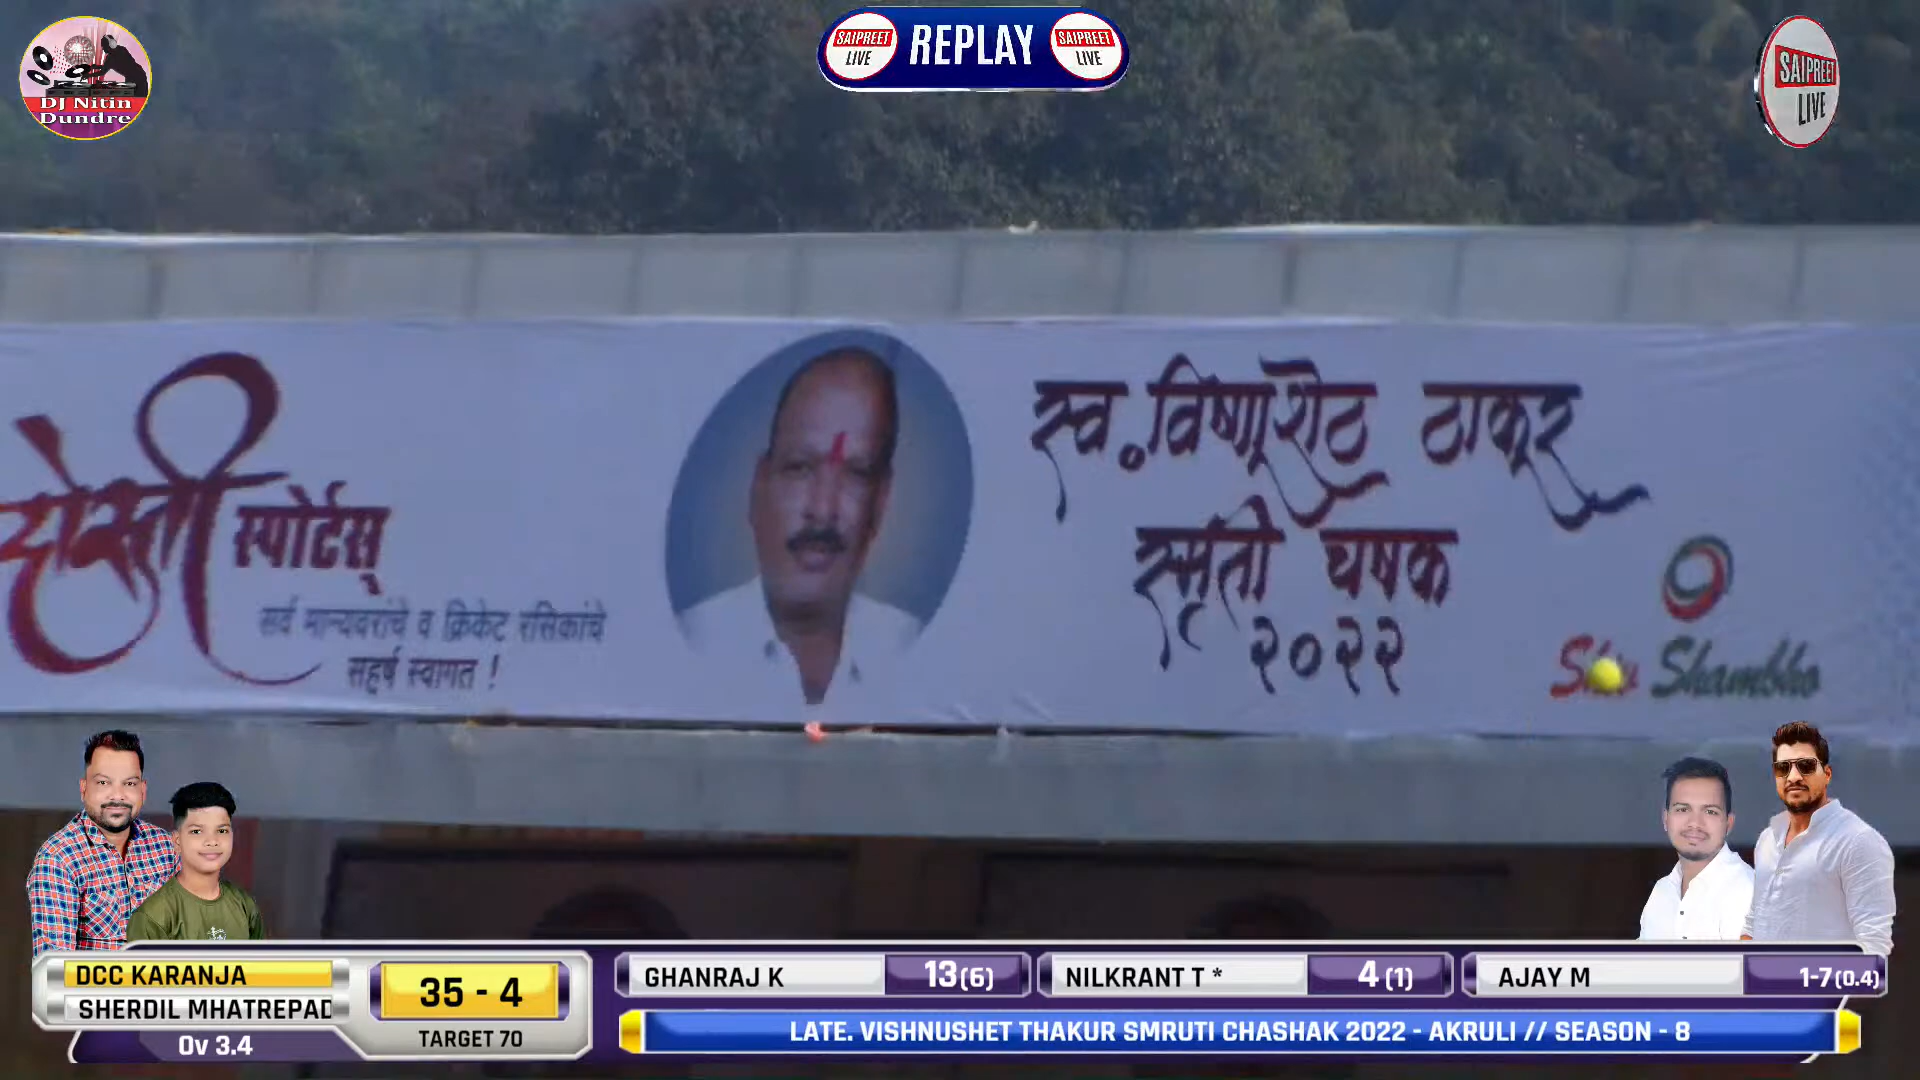 DJ Nitin
Dundre
SAIPREET
LIVE
REPLAY
SAIPREET
LIVE
SAIPREET
LIVE
दोस्ती
स्पोर्टस्
सर्व मान्यवरांचे व क्रिकेट रसिकांचे
सहर्ष स्वागत !
स्व. विष्णूशेठ ठाकूर
स्मृती चषक
२०२२
Shiv Shambho
DCC KARANJA
SHERDIL MHATREPAD
Ov 3.4
35 - 4
TARGET 70
GHANRAJ K 13(6)
NILKRANT T * 4 (1)
AJAY M 1-7(0.4)
LATE. VISHNUSHET THAKUR SMRUTI CHASHAK 2022 - AKRULI // SEASON - 8